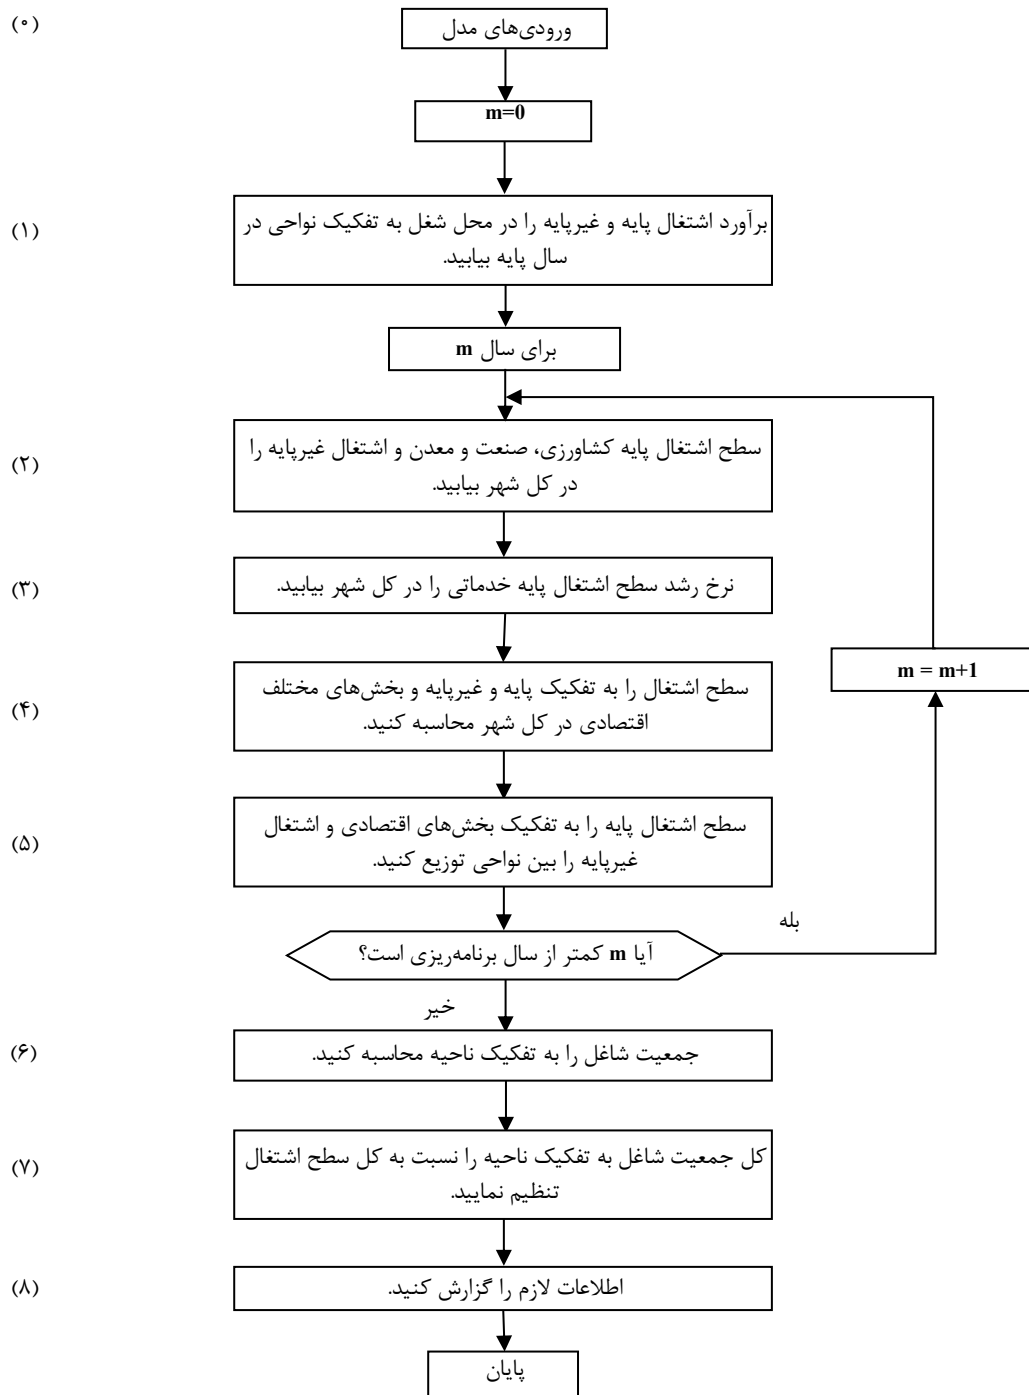 (۰)
ورودی‌های مدل
m=0
(۱)
برآورد اشتغال پایه و غیرپایه را در محل شغل به تفکیک نواحی در
سال پایه بیابید.
برای سال m
(۲)
سطح اشتغال پایه کشاورزی، صنعت و معدن و اشتغال غیرپایه را
در کل شهر بیابید.
(۳)
نرخ رشد سطح اشتغال پایه خدماتی را در کل شهر بیابید.
m = m+1
(۴)
سطح اشتغال را به تفکیک پایه و غیرپایه و بخش‌های مختلف
اقتصادی در کل شهر محاسبه کنید.
(۵)
سطح اشتغال پایه را به تفکیک بخش‌های اقتصادی و اشتغال
غیرپایه را بین نواحی توزیع کنید.
بله
آیا m کمتر از سال برنامه‌ریزی است؟
خیر
(۶)
جمعیت شاغل را به تفکیک ناحیه محاسبه کنید.
(۷)
کل جمعیت شاغل به تفکیک ناحیه را نسبت به کل سطح اشتغال
تنظیم نمایید.
(۸)
اطلاعات لازم را گزارش کنید.
پایان